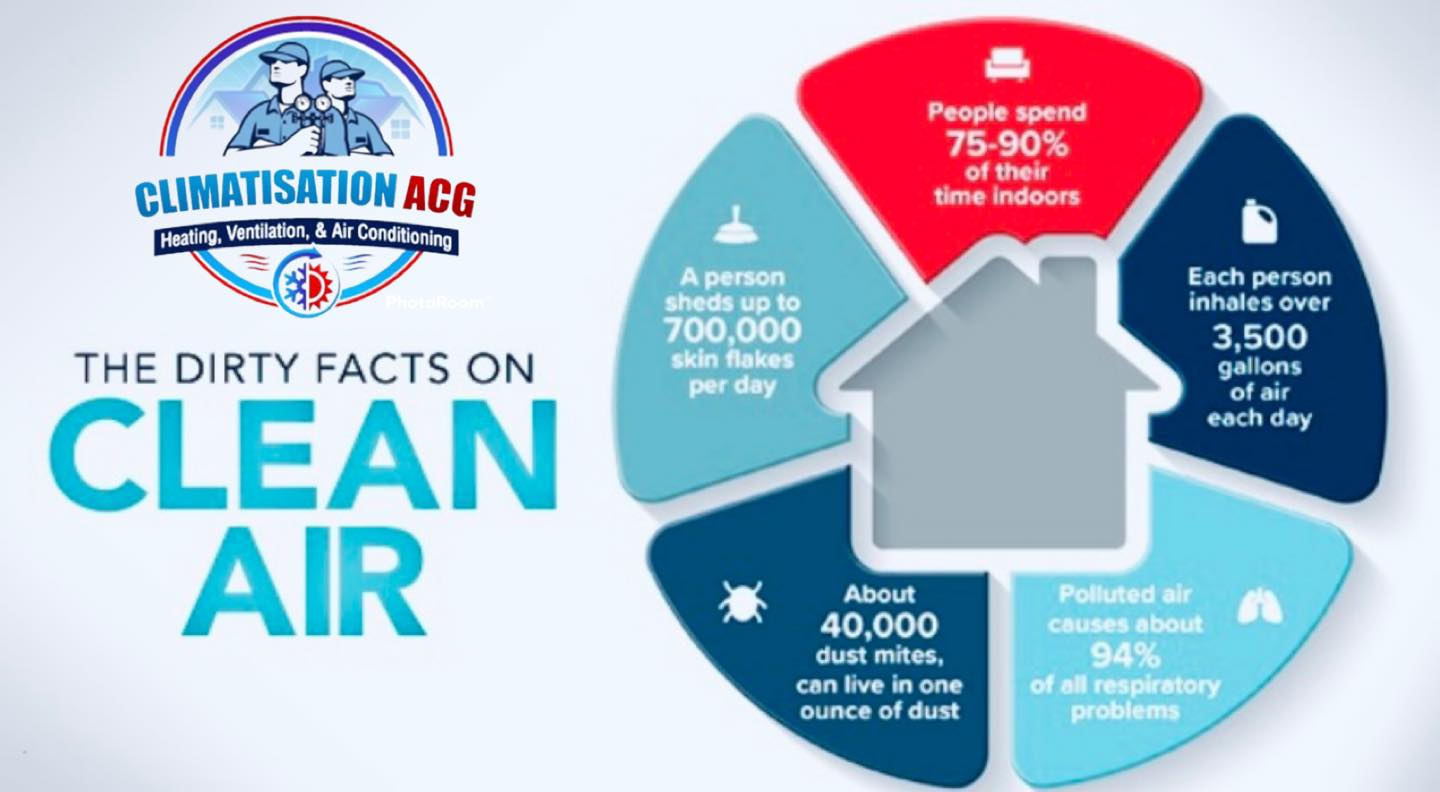 CLIMATISATION ACG
Heating, Ventilation, & Air Conditioning
PhotoRoom
THE DIRTY FACTS ON
CLEAN
AIR
People spend
75-90%
of their
time indoors
Each person
inhales over
3,500
gallons
of air
each day
Polluted air
causes about
94%
of all respiratory
problems
About
40,000
dust mites,
can live in one
ounce of dust
A person
sheds up to
700,000
skin flakes
per day